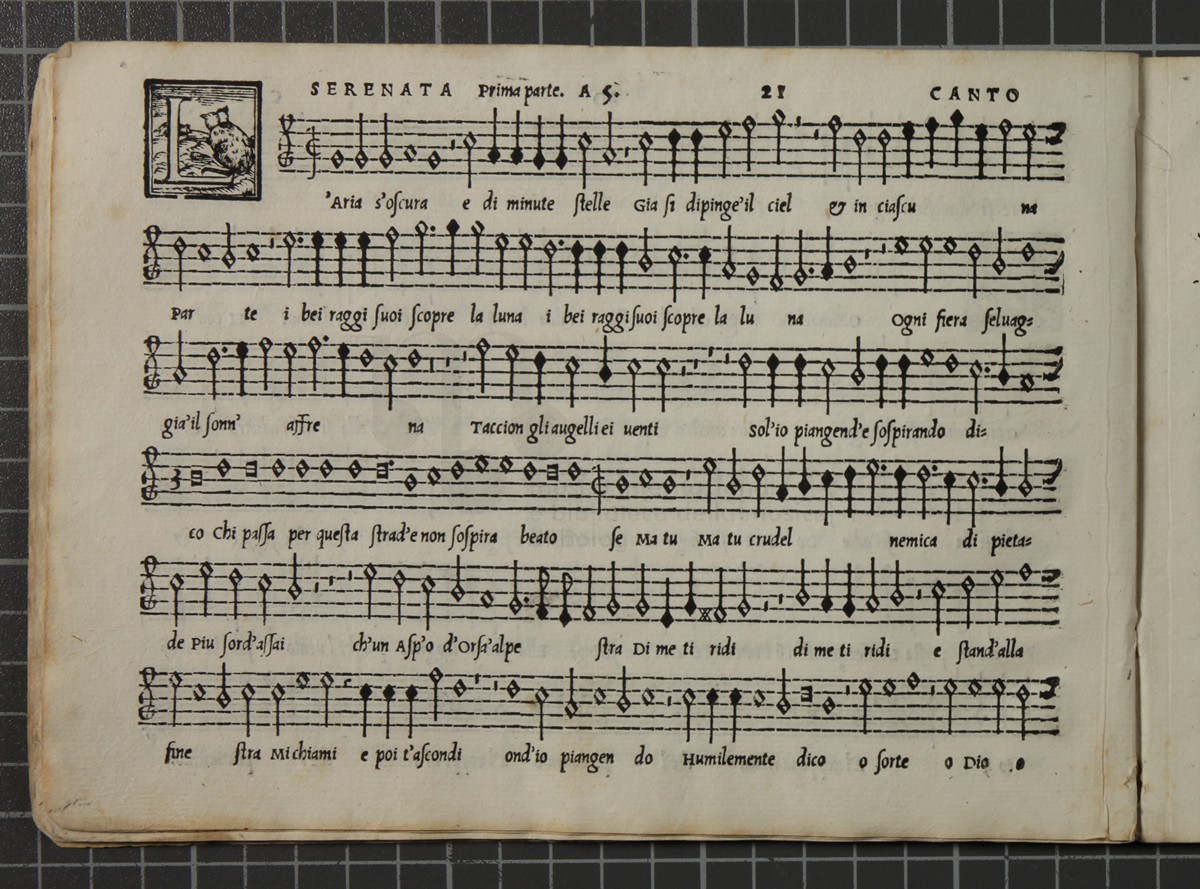 SERENATA Prima parte. A 5. 21 CANTO
L
'Aria s'oſcura e di minute ſtelle Gia ſi dipinge'il ciel & in ciaſcu na
Par te i bei raggi ſuoi ſcopre la luna i bei raggi ſuoi ſcopre la lu na Ogni fiera ſeluag=
gia'il ſonn' affre na Taccion gli augelli ei uenti sol'io piangend'e ſoſpirando di=
3
co Chi paſſa per queſta ſtrad'e non ſoſpira beato ſe Ma tu Ma tu crudel nemica di pieta=
de Piu ſord'aſſai ch'un Aſp'o d'Orſa'alpe ſtra Di me ti ridi di me ti ridi e ſtand'alla
fine ſtra Mi chiami e poi t'aſcondi ond'io piangen do Humilemente dico o ſorte o Dio o